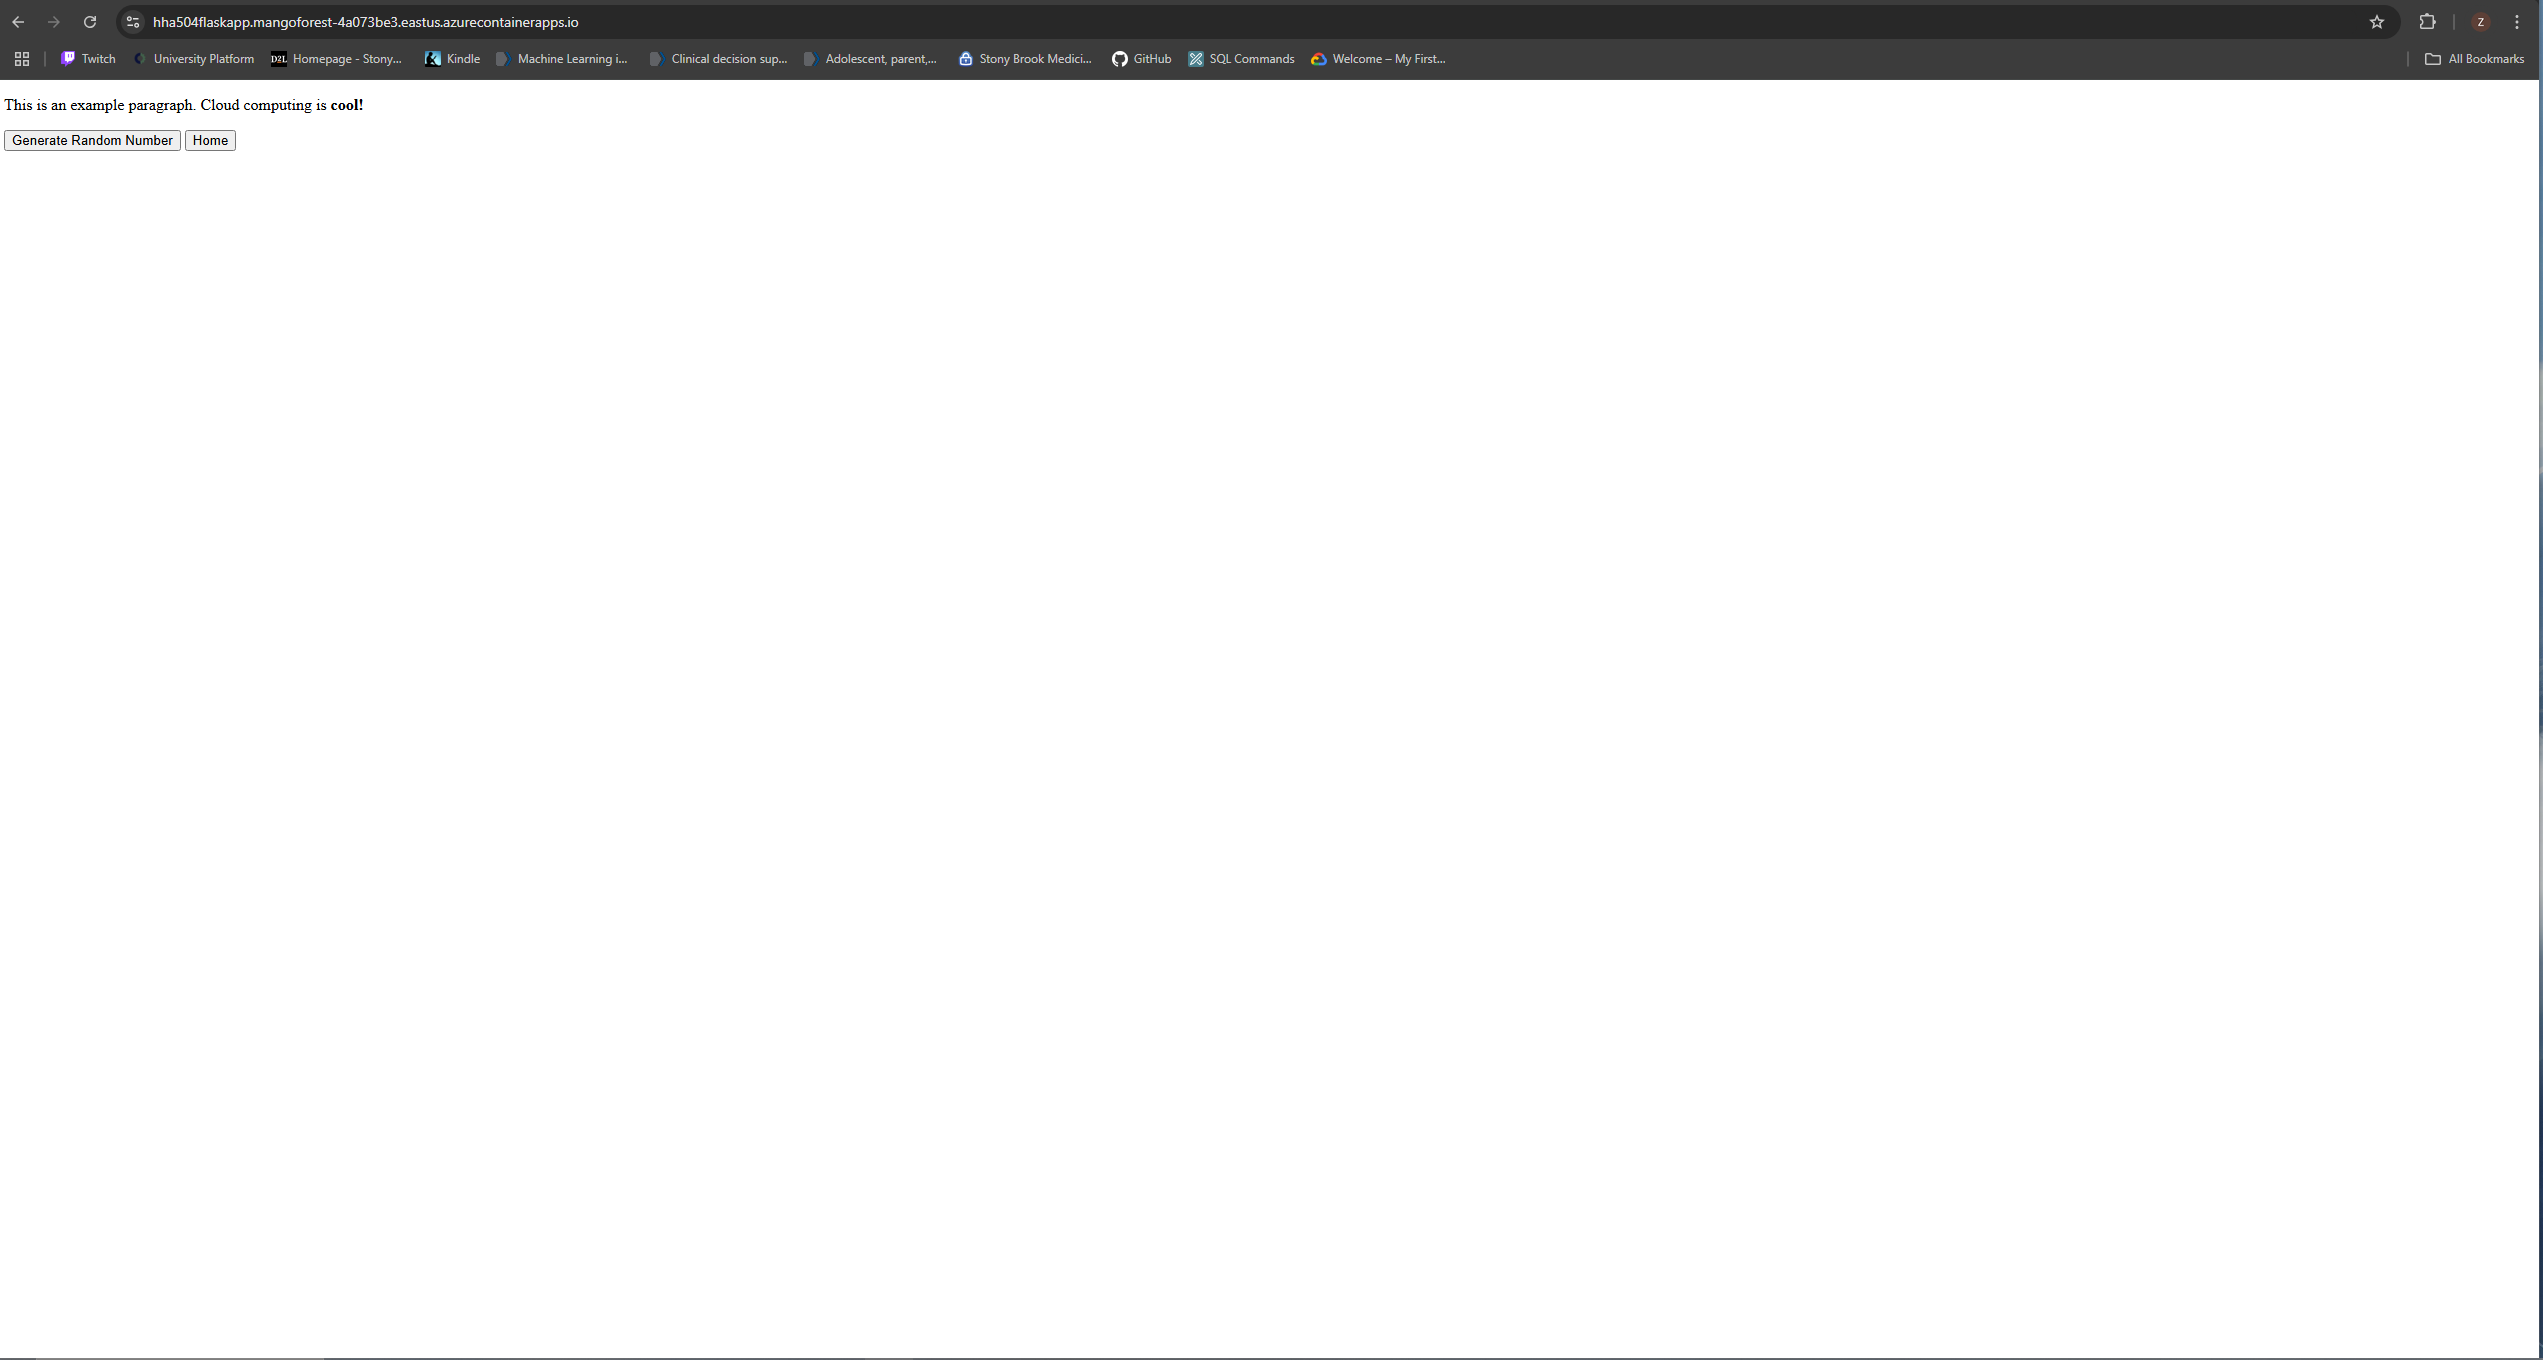 hha504flaskapp.mangoforest-4a073be3.eastus.azurecontainerapps.io
Z
Twitch University Platform D2L Homepage - Stony... Kindle Machine Learning i... Clinical decision sup... Adolescent, parent,... Stony Brook Medici... GitHub SQL Commands Welcome – My First... All Bookmarks
This is an example paragraph. Cloud computing is cool!
Generate Random Number Home